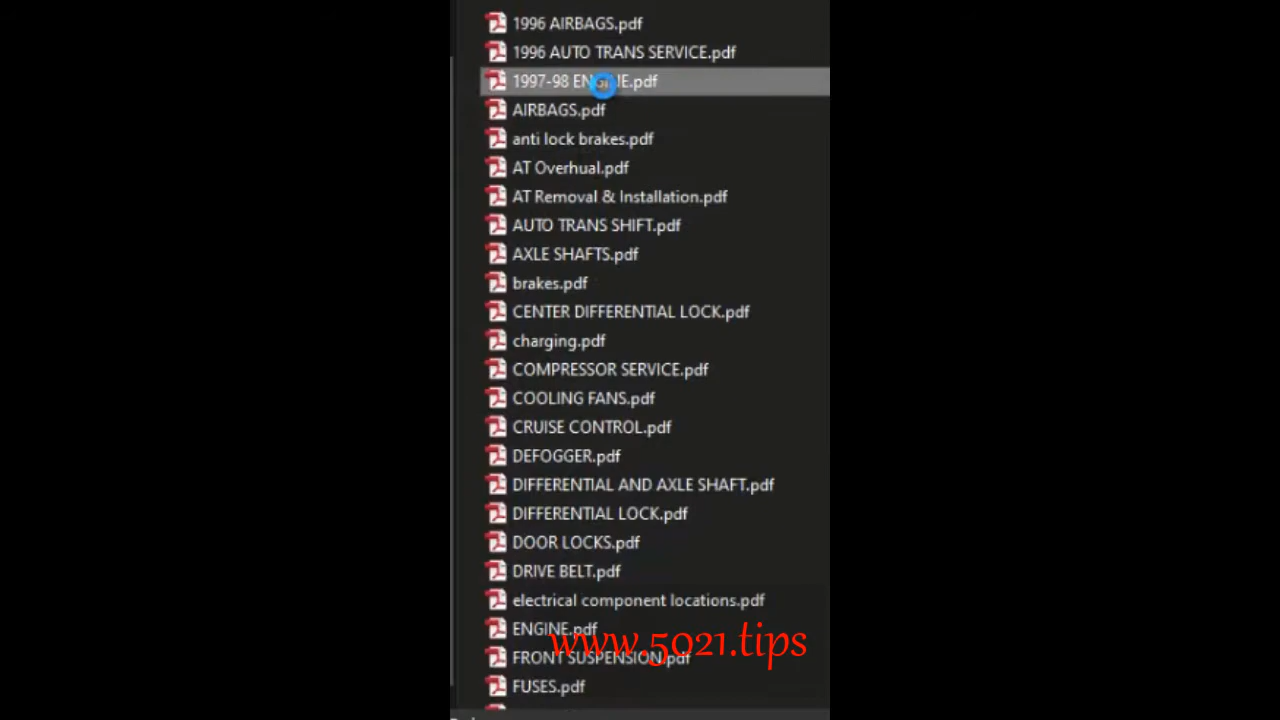 1996 AIRBAGS.pdf
1996 AUTO TRANS SERVICE.pdf
1997-98 ENGINE.pdf
AIRBAGS.pdf
anti lock brakes.pdf
AT Overhual.pdf
AT Removal & Installation.pdf
AUTO TRANS SHIFT.pdf
AXLE SHAFTS.pdf
brakes.pdf
CENTER DIFFERENTIAL LOCK.pdf
charging.pdf
COMPRESSOR SERVICE.pdf
COOLING FANS.pdf
CRUISE CONTROL.pdf
DEFOGGER.pdf
DIFFERENTIAL AND AXLE SHAFT.pdf
DIFFERENTIAL LOCK.pdf
DOOR LOCKS.pdf
DRIVE BELT.pdf
electrical component locations.pdf
ENGINE.pdf
www.5021.tips
FRONT SUSPENSION.pdf
FUSES.pdf